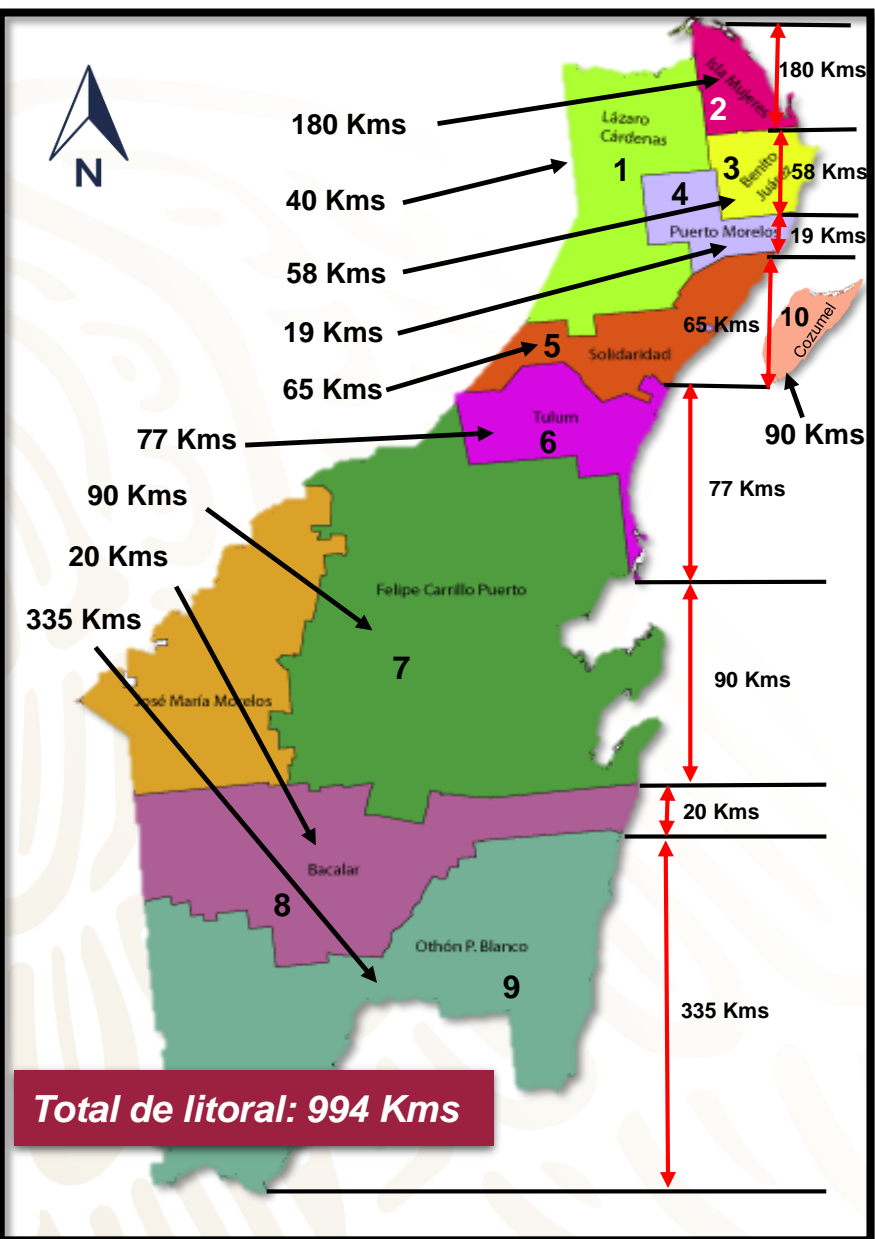 180 Kms
Isla Mujeres
2
180 Kms
Lázaro
Cárdenas
1
40 Kms
3
Benito
Juárez
58 Kms
58 Kms
4
Puerto Morelos
19 Kms
19 Kms
5
Solidaridad
65 Kms
65 Kms
10
Cozumel
90 Kms
Tulum
6
77 Kms
77 Kms
90 Kms
20 Kms
335 Kms
Felipe Carrillo Puerto
7
90 Kms
José María Morelos
20 Kms
Bacalar
8
Othón P. Blanco
9
335 Kms
Total de litoral: 994 Kms
N